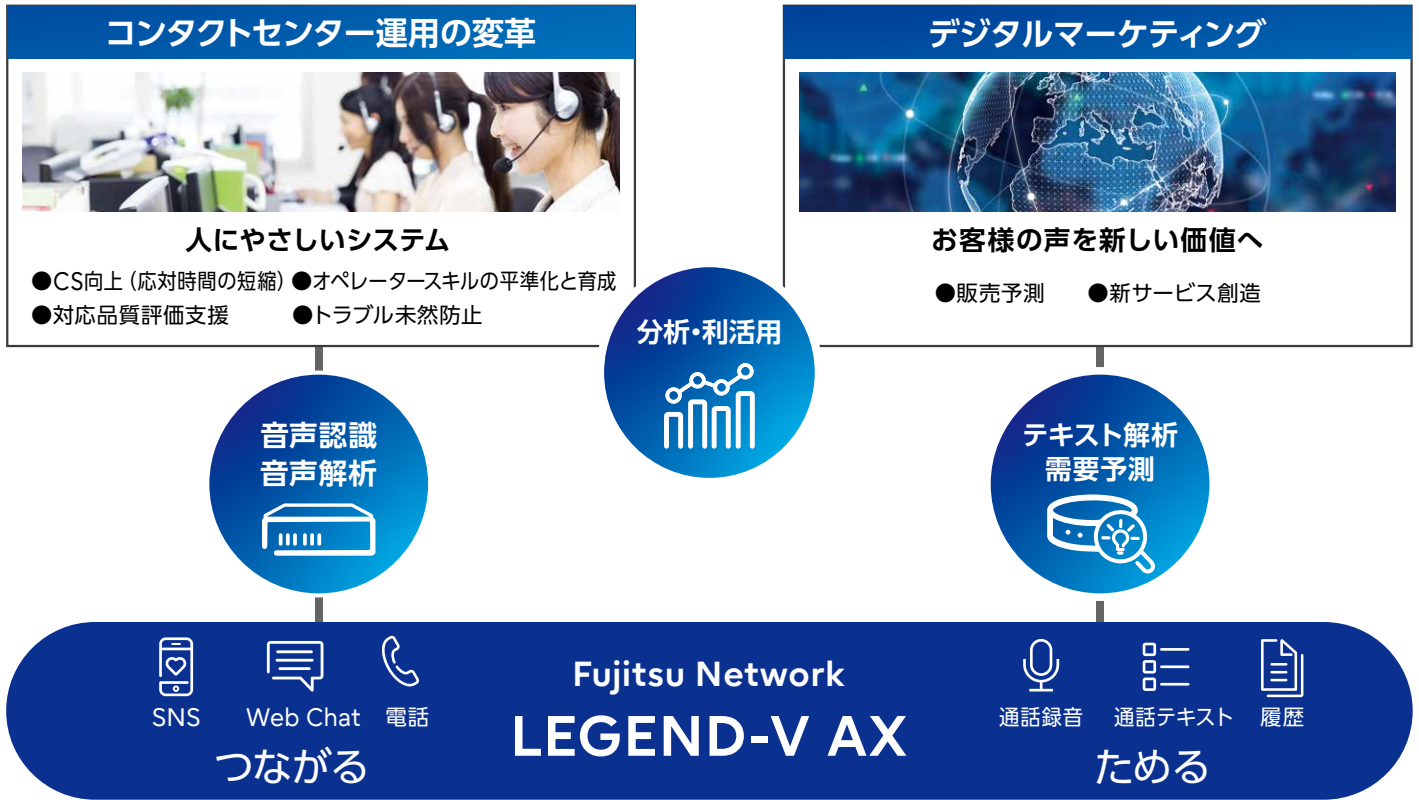 コンタクトセンター運用の変革
人にやさしいシステム
●CS向上（応対時間の短縮）●オペレータースキルの平準化と育成
●対応品質評価支援 ●トラブル未然防止
デジタルマーケティング
お客様の声を新しい価値へ
●販売予測 ●新サービス創造
分析・利活用
音声認識
音声解析
テキスト解析
需要予測
SNS Web Chat 電話
つながる
Fujitsu Network
LEGEND-V AX
通話録音 通話テキスト 履歴
ためる